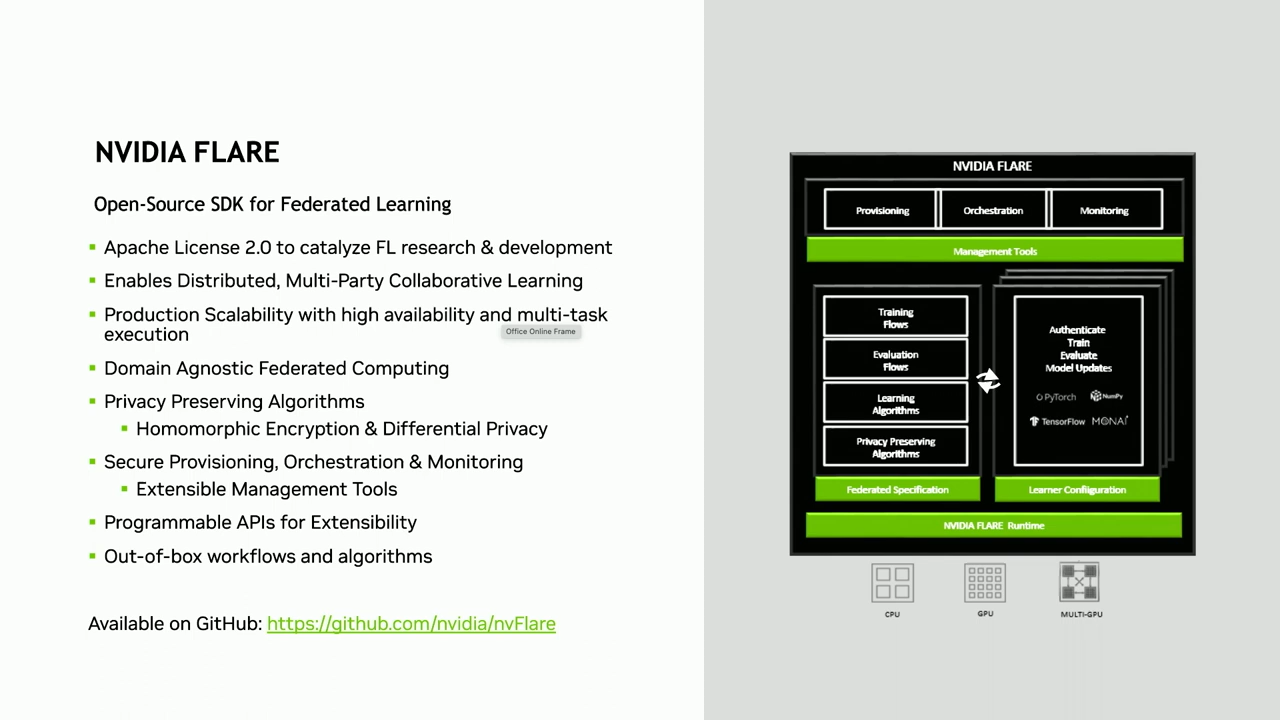 NVIDIA FLARE
Open-Source SDK for Federated Learning
Apache License 2.0 to catalyze FL research & development
Enables Distributed, Multi-Party Collaborative Learning
Production Scalability with high availability and multi-task
execution
Office Online Frame
Domain Agnostic Federated Computing
Privacy Preserving Algorithms
Homomorphic Encryption & Differential Privacy
Secure Provisioning, Orchestration & Monitoring
Extensible Management Tools
Programmable APIs for Extensibility
Out-of-box workflows and algorithms
Available on GitHub: https://github.com/nvidia/nvFlare
NVIDIA FLARE
Provisioning
Orchestration
Monitoring
Management Tools
Training
Flows
Evaluation
Flows
Learning
Algorithms
Privacy Preserving
Algorithms
Federated Specification
Authenticate
Train
Evaluate
Model Updates
PyTorch
NumPy
TensorFlow
MONAI
Learner Configuration
NVIDIA FLARE Runtime
CPU
GPU
MULTI-GPU